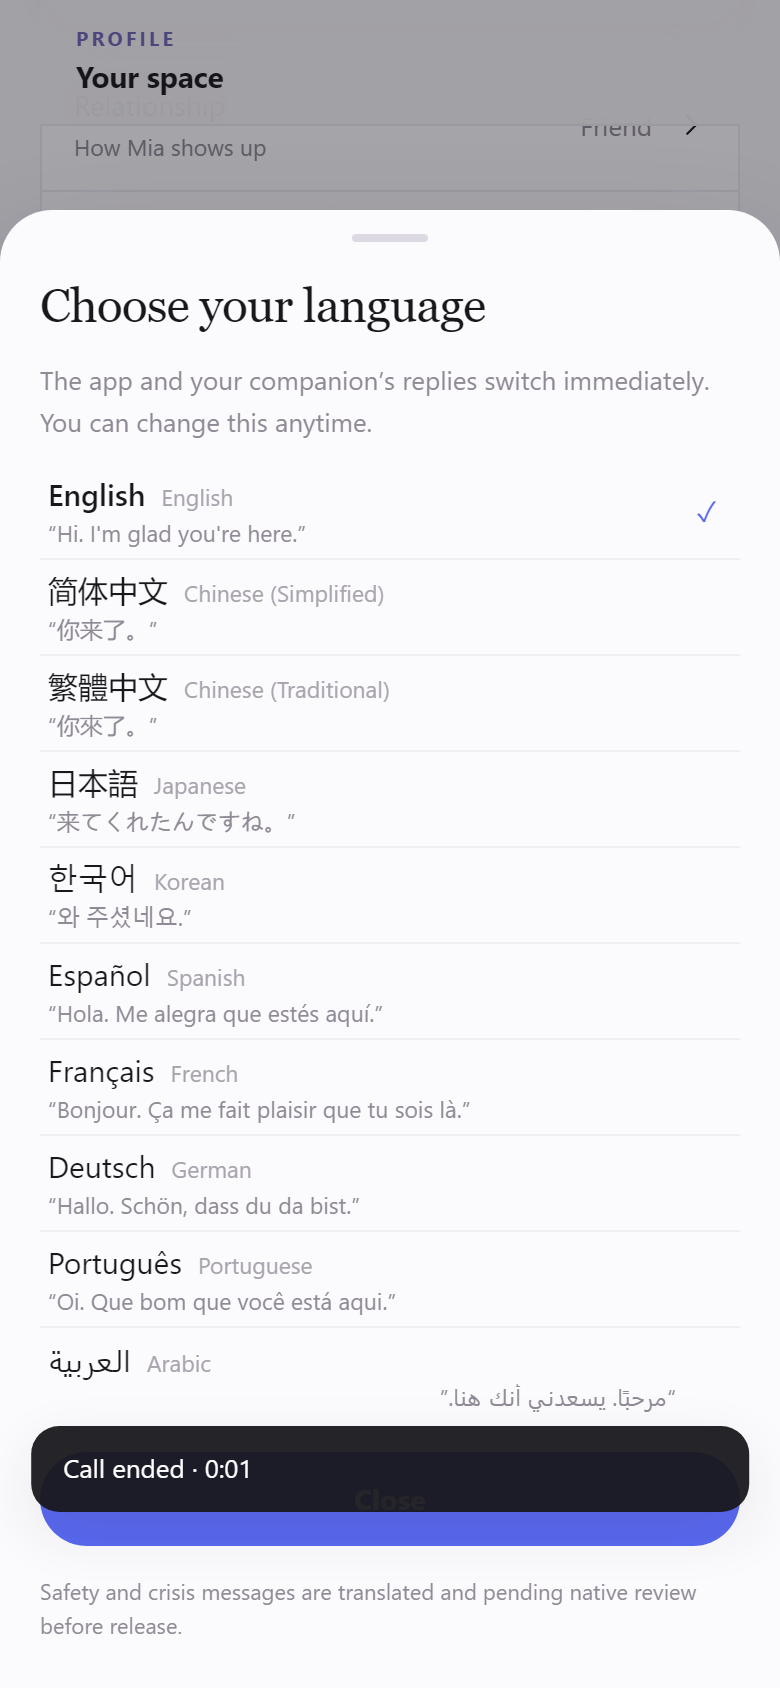 PROFILE
Your space
Relationship
Friend
How Mia shows up
Choose your language
The app and your companion’s replies switch immediately.
You can change this anytime.
English English
“Hi. I'm glad you're here.”
简体中文 Chinese (Simplified)
“你来了。”
繁體中文 Chinese (Traditional)
“你來了。”
日本語 Japanese
“来てくれたんですね。”
한국어 Korean
“와 주셨네요.”
Español Spanish
“Hola. Me alegra que estés aquí.”
Français French
“Bonjour. Ça me fait plaisir que tu sois là.”
Deutsch German
“Hallo. Schön, dass du da bist.”
Português Portuguese
“Oi. Que bom que você está aqui.”
العربية Arabic
“مرحبًا. يسعدني أنك هنا.”
Call ended · 0:01
Close
Safety and crisis messages are translated and pending native review
before release.